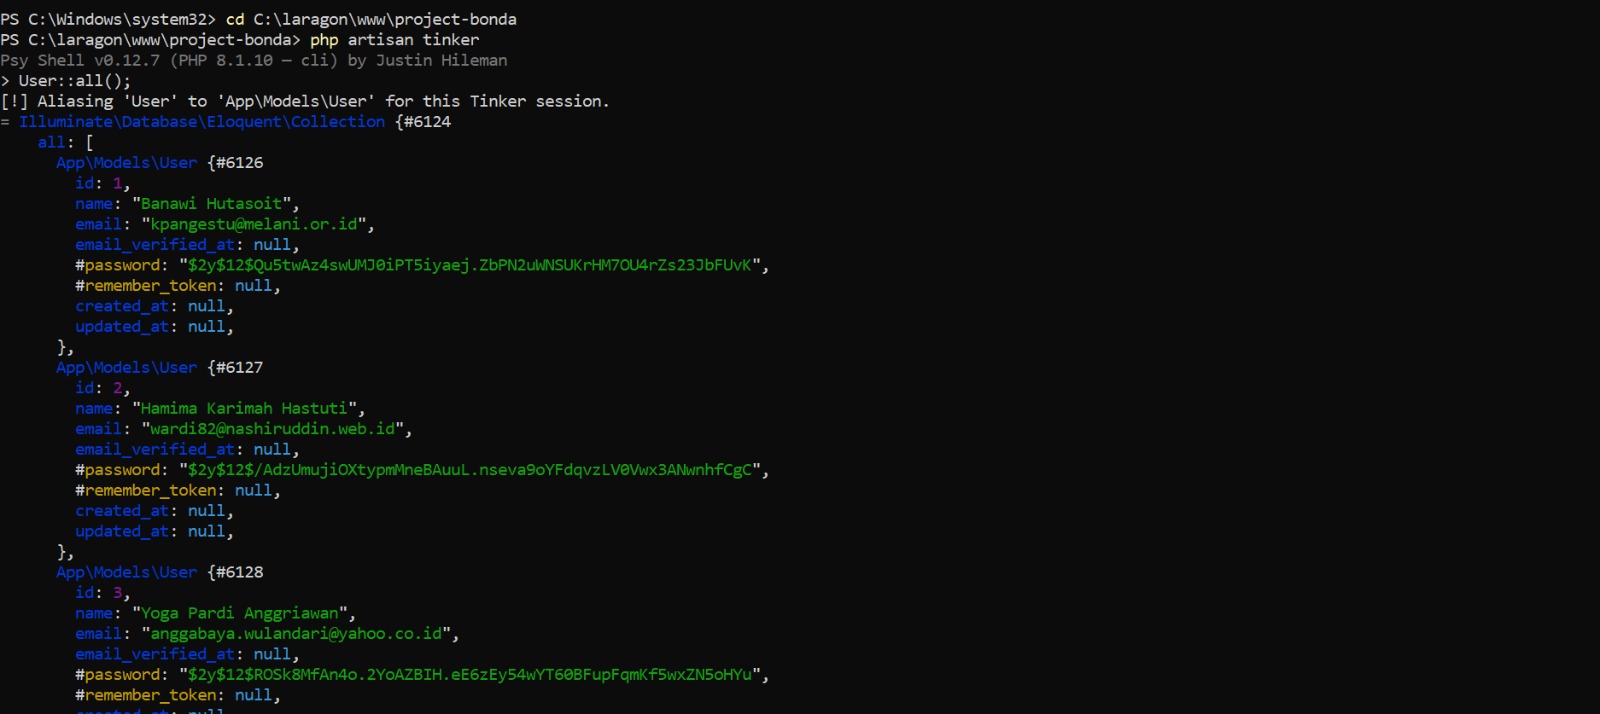 PS C:\Windows\system32> cd C:\laragon\www\project-bonda
PS C:\laragon\www\project-bonda> php artisan tinker
Psy Shell v0.12.7 (PHP 8.1.10 — cli) by Justin Hileman
> User::all();
[!] Aliasing 'User' to 'App\Models\User' for this Tinker session.
= Illuminate\Database\Eloquent\Collection {#6124
    all: [
      App\Models\User {#6126
        id: 1,
        name: "Banawi Hutasoit",
        email: "kpangestu@melani.or.id",
        email_verified_at: null,
        #password: "$2y$12$Qu5twAz4swUMJ0iPT5iyaej.ZbPN2uWNSUKrHM7OU4rZs23JbFUvK",
        #remember_token: null,
        created_at: null,
        updated_at: null,
      },
      App\Models\User {#6127
        id: 2,
        name: "Hamima Karimah Hastuti",
        email: "wardi82@nashiruddin.web.id",
        email_verified_at: null,
        #password: "$2y$12$/AdzUmujiOXtypmMneBAuuL.nseva9oYFdqvzLV0Vwx3ANwnhfCgC",
        #remember_token: null,
        created_at: null,
        updated_at: null,
      },
      App\Models\User {#6128
        id: 3,
        name: "Yoga Pardi Anggriawan",
        email: "anggabaya.wulandari@yahoo.co.id",
        email_verified_at: null,
        #password: "$2y$12$ROSk8MfAn4o.2YoAZBIH.eE6zEy54wYT60BFupFqmKf5wxZN5oHYu",
        #remember_token: null,
        created_at: null,